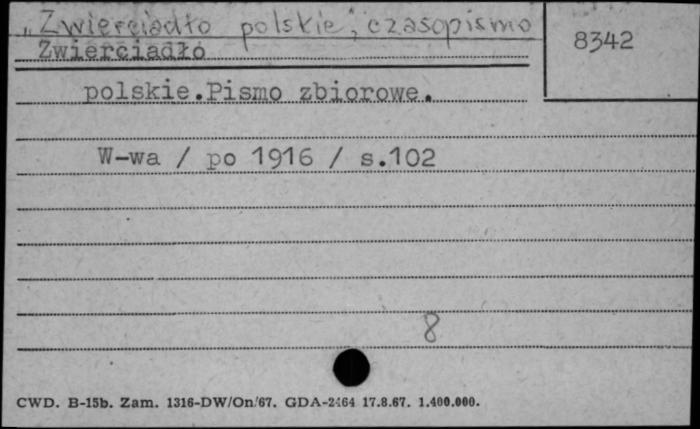 „Zwierciadło polskie", czasopismo
8342
Zwierciadło
polskie.Pismo zbiorowe.
W-wa / po 1916 / s.102
8
CWD. B-15b. Zam. 1316-DW/On/67. GDA-2464 17.8.67. 1.400.000.